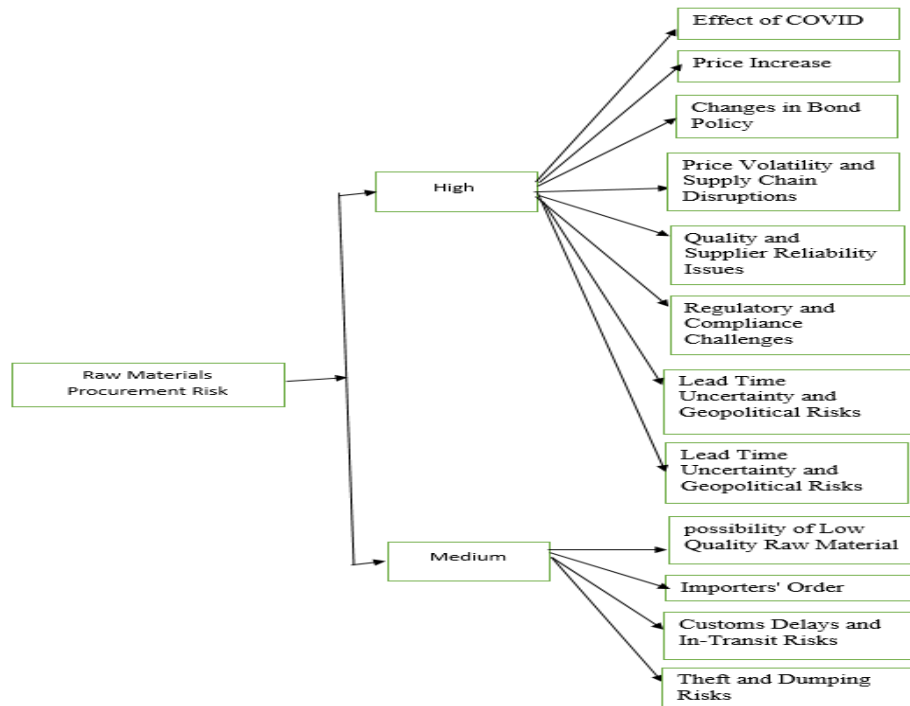 Effect of COVID
Price Increase
Changes in Bond
Policy
High
Price Volatility and
Supply Chain
Disruptions
Quality and
Supplier Reliability
Issues
Regulatory and
Compliance
Challenges
Raw Materials
Procurement Risk
Lead Time
Uncertainty and
Geopolitical Risks
Lead Time
Uncertainty and
Geopolitical Risks
Medium
possibility of Low
Quality Raw Material
Importers' Order
Customs Delays and
In-Transit Risks
Theft and Dumping
Risks